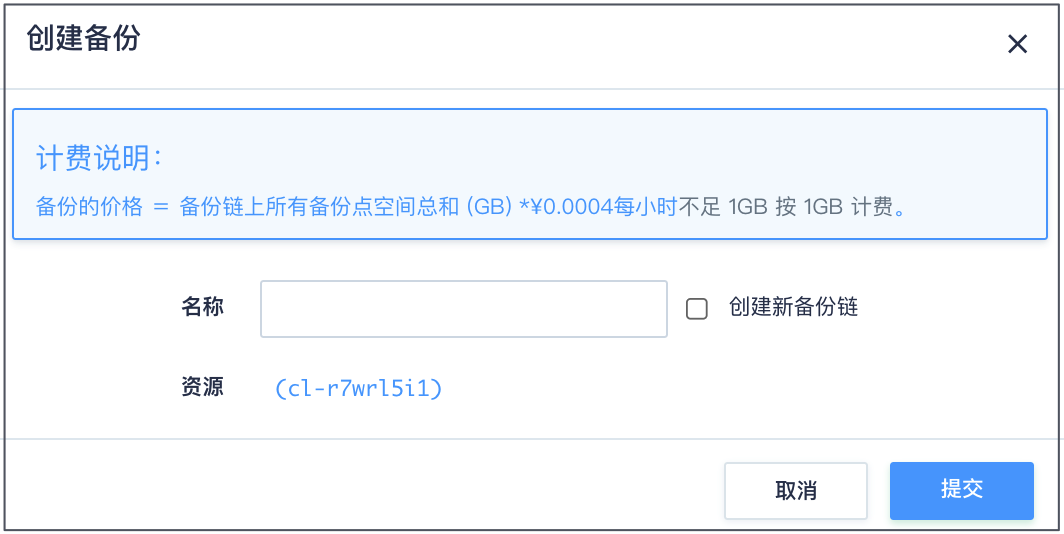 创建备份
计费说明：
备份的价格 ＝ 备份链上所有备份点空间总和 (GB) *¥0.0004每小时不足 1GB 按 1GB 计费。
名称
创建新备份链
资源
(cl-r7wrl5i1)
取消
提交